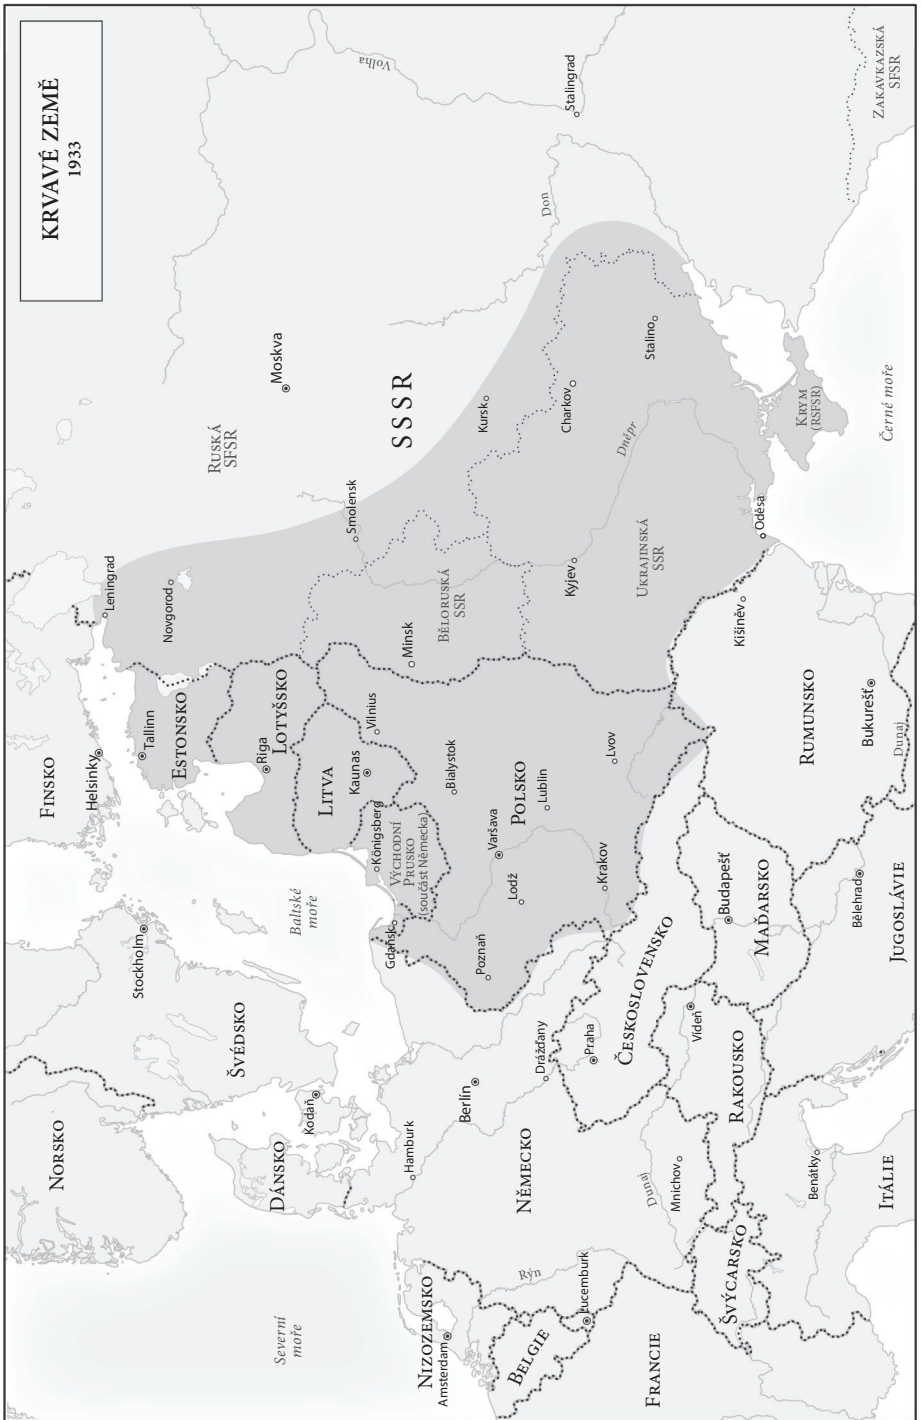 KRVAVÉ ZEMĚ
1933
NORSKO
ŠVÉDSKO
Stockholm
FINSKO
Helsinky
Leningrad
Novgorod
Tallinn
ESTONSKO
Riga
LOTYŠSKO
RUSKÁ
SFSR
Moskva
Volha
Severní
moře
DÁNSKO
Kodaň
Baltské
moře
LITVA
Kaunas
Vilnius
Smolensk
SSSR
Königsberg
VÝCHODNÍ
PRUSKO
(součást Německa)
Gdaňsk
Minsk
BĚLORUSKÁ
SSR
Hamburk
NIZOZEMSKO
Amsterdam
Berlín
Poznaň
Varšava
Bialystok
Kursk
Don
Stalingrad
NĚMECKO
Lodž
POLSKO
Lublin
Rýn
BELGIE
Lucemburk
Drážďany
Praha
Krakov
Lvov
Kyjev
Charkov
Dněpr
Stalino
UKRAJINSKÁ
SSR
FRANCIE
Dunaj
Mnichov
ČESKOSLOVENSKO
Vídeň
ŠVÝCARSKO
RAKOUSKO
Budapešť
MAĎARSKO
Kišiněv
Oděsa
KRYM
(RSFSR)
RUMUNSKO
Benátky
ITÁLIE
Bělehrad
JUGOSLÁVIE
Bukurešť
Dunaj
Černé moře
ZAKAVKAZSKÁ
SFSR